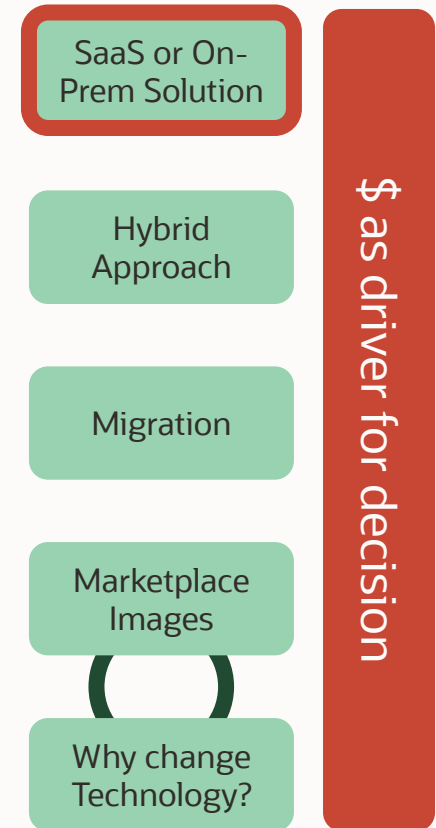 SaaS or On-
Prem Solution
Hybrid
Approach
Migration
Marketplace
Images
Why change
Technology?
$ as driver for decision